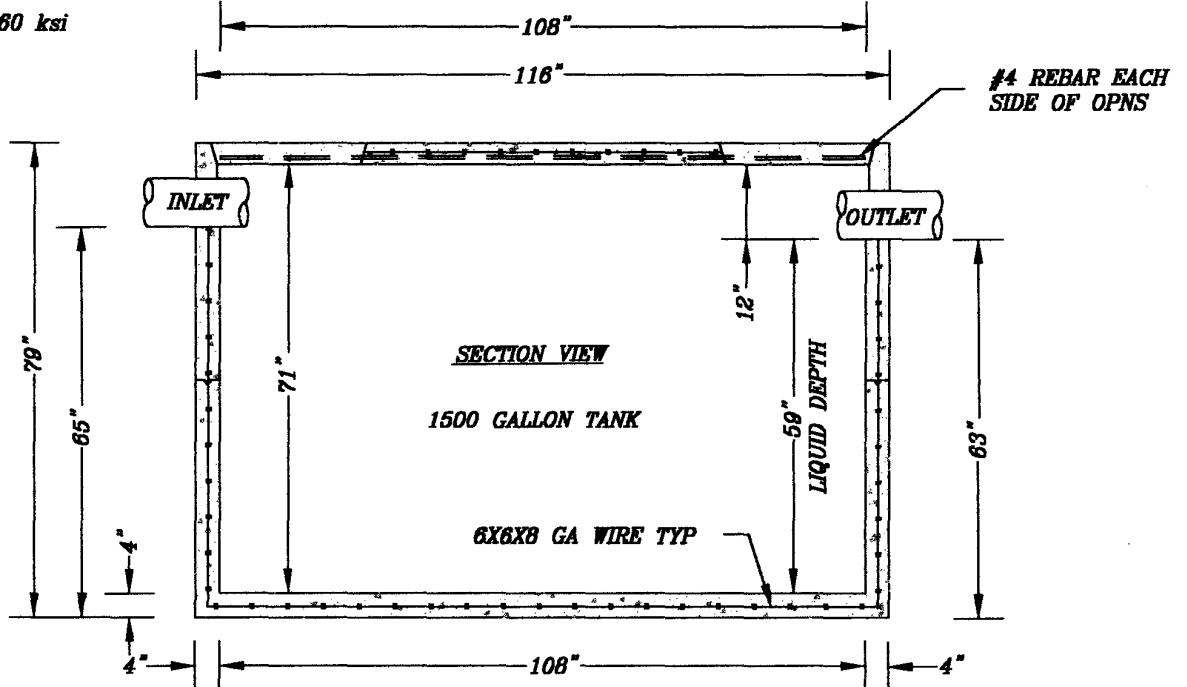 60 ksi
108"
116"
#4 REBAR EACH
SIDE OF OPNS
INLET
OUTLET
79"
65"
71"
12"
59"
LIQUID DEPTH
63"
SECTION VIEW
1500 GALLON TANK
6X6X8 GA WIRE TYP
4"
4"
108"
4"